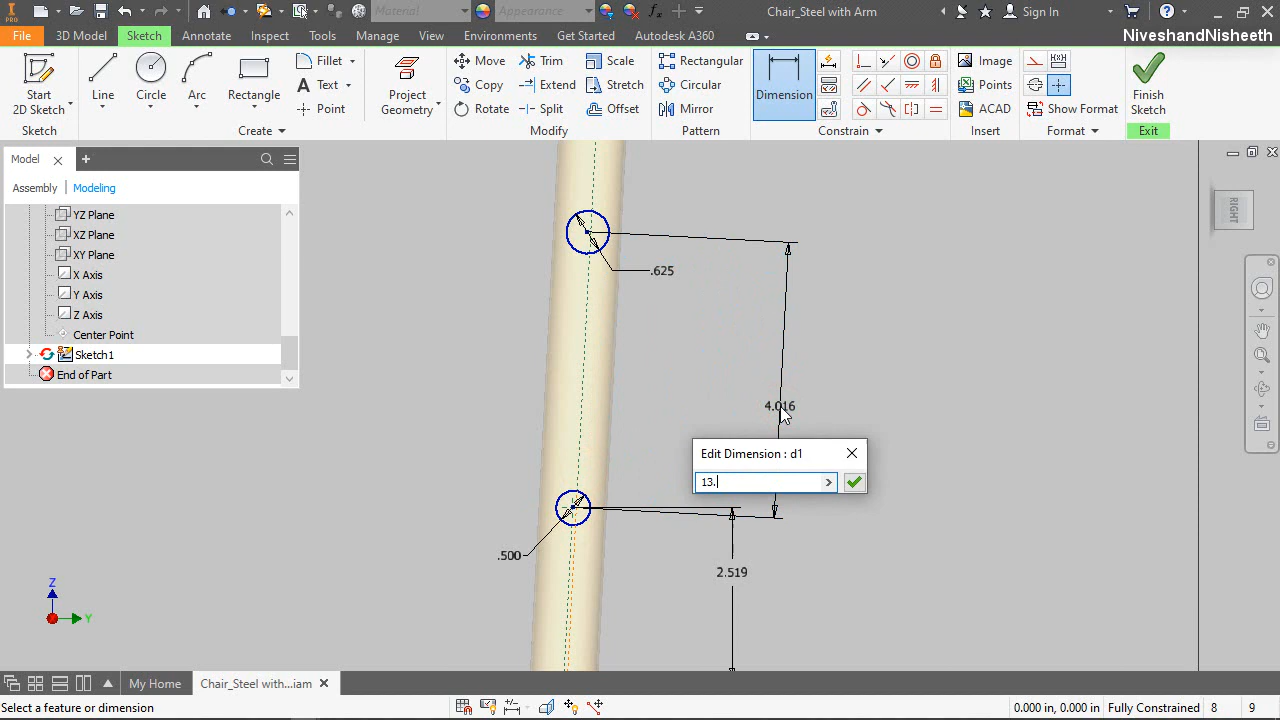 Material
Appearance
Chair_Steel with Arm
Sign In
PRO
File
3D Model
Sketch
Annotate
Inspect
Tools
Manage
View
Environments
Get Started
Autodesk A360
NiveshandNisheeth
Start
2D Sketch
Line
Circle
Arc
Rectangle
Fillet
Text
Point
Project
Geometry
Move
Copy
Rotate
Trim
Extend
Split
Scale
Stretch
Offset
Rectangular
Circular
Mirror
Dimension
Image
Points
ACAD
Show Format
Finish
Sketch
Sketch
Create
Modify
Pattern
Constrain
Insert
Format
Exit
Model
Assembly
Modeling
YZ Plane
XZ Plane
XY Plane
X Axis
Y Axis
Z Axis
Center Point
Sketch1
End of Part
RIGHT
.625
4.016
Edit Dimension : d1
13.
.500
2.519
Z
Y
My Home
Chair_Steel with...iam
Select a feature or dimension
0.000 in, 0.000 in
Fully Constrained
8
9